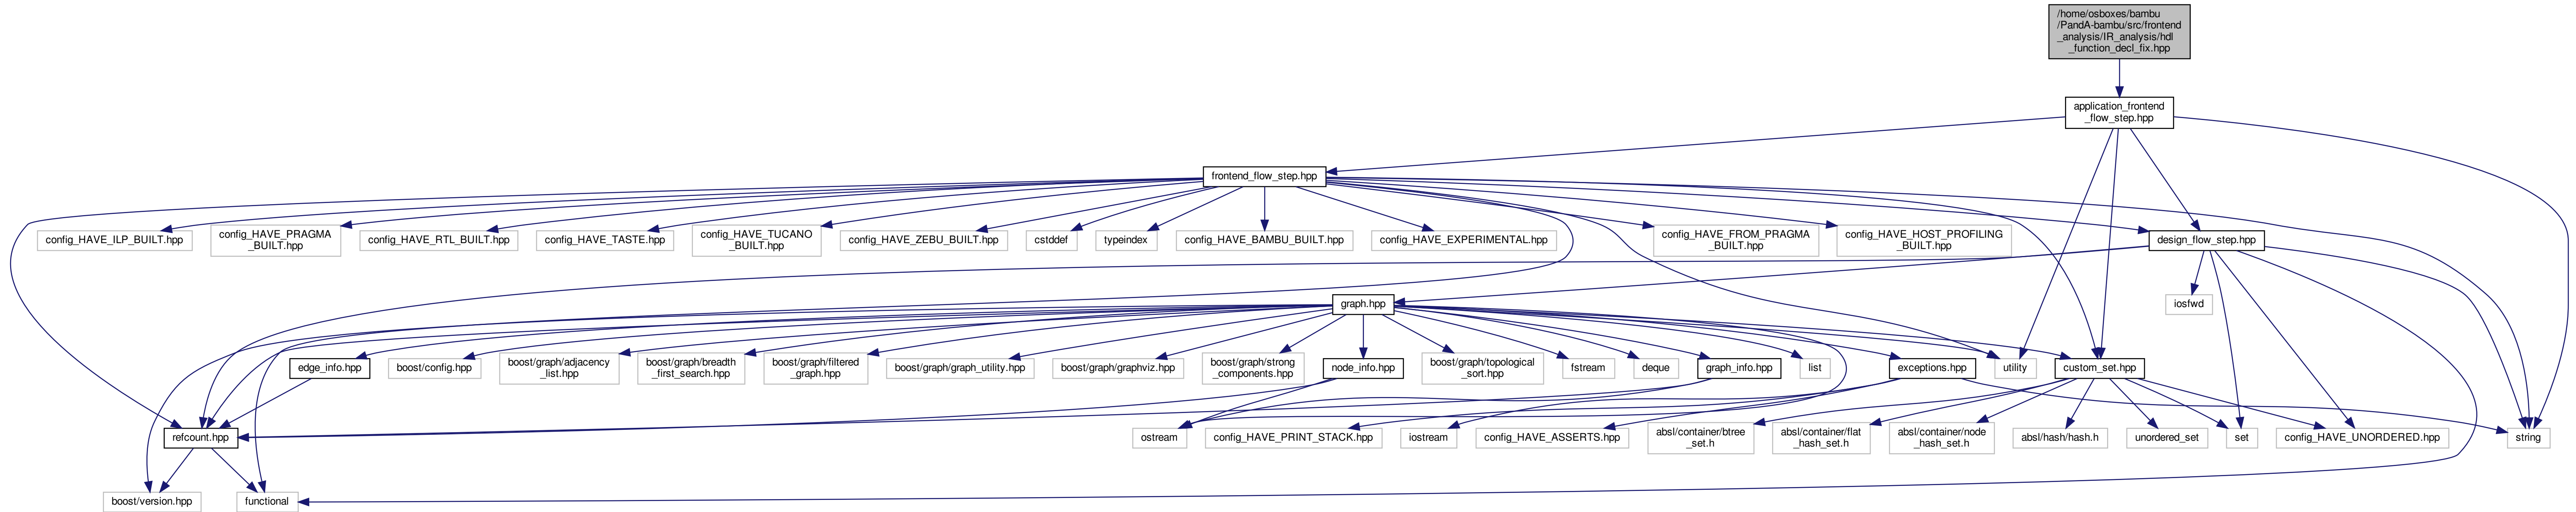 /home/osboxes/bambu
/PandA-bambu/src/frontend
_analysis/IR_analysis/hdl
_function_decl_fix.hpp
application_frontend
_flow_step.hpp
frontend_flow_step.hpp
config_HAVE_ILP_BUILT.hpp
config_HAVE_PRAGMA
_BUILT.hpp
config_HAVE_RTL_BUILT.hpp
config_HAVE_TASTE.hpp
config_HAVE_TUCANO
_BUILT.hpp
config_HAVE_ZEBU_BUILT.hpp
cstddef
typeindex
config_HAVE_BAMBU_BUILT.hpp
config_HAVE_EXPERIMENTAL.hpp
config_HAVE_FROM_PRAGMA
_BUILT.hpp
config_HAVE_HOST_PROFILING
_BUILT.hpp
design_flow_step.hpp
graph.hpp
iosfwd
edge_info.hpp
boost/config.hpp
boost/graph/adjacency
_list.hpp
boost/graph/breadth
_first_search.hpp
boost/graph/filtered
_graph.hpp
boost/graph/graph_utility.hpp
boost/graph/graphviz.hpp
boost/graph/strong
_components.hpp
node_info.hpp
boost/graph/topological
_sort.hpp
fstream
deque
graph_info.hpp
list
exceptions.hpp
utility
custom_set.hpp
refcount.hpp
ostream
config_HAVE_PRINT_STACK.hpp
iostream
config_HAVE_ASSERTS.hpp
absl/container/btree
_set.h
absl/container/flat
_hash_set.h
absl/container/node
_hash_set.h
absl/hash/hash.h
unordered_set
set
config_HAVE_UNORDERED.hpp
string
boost/version.hpp
functional